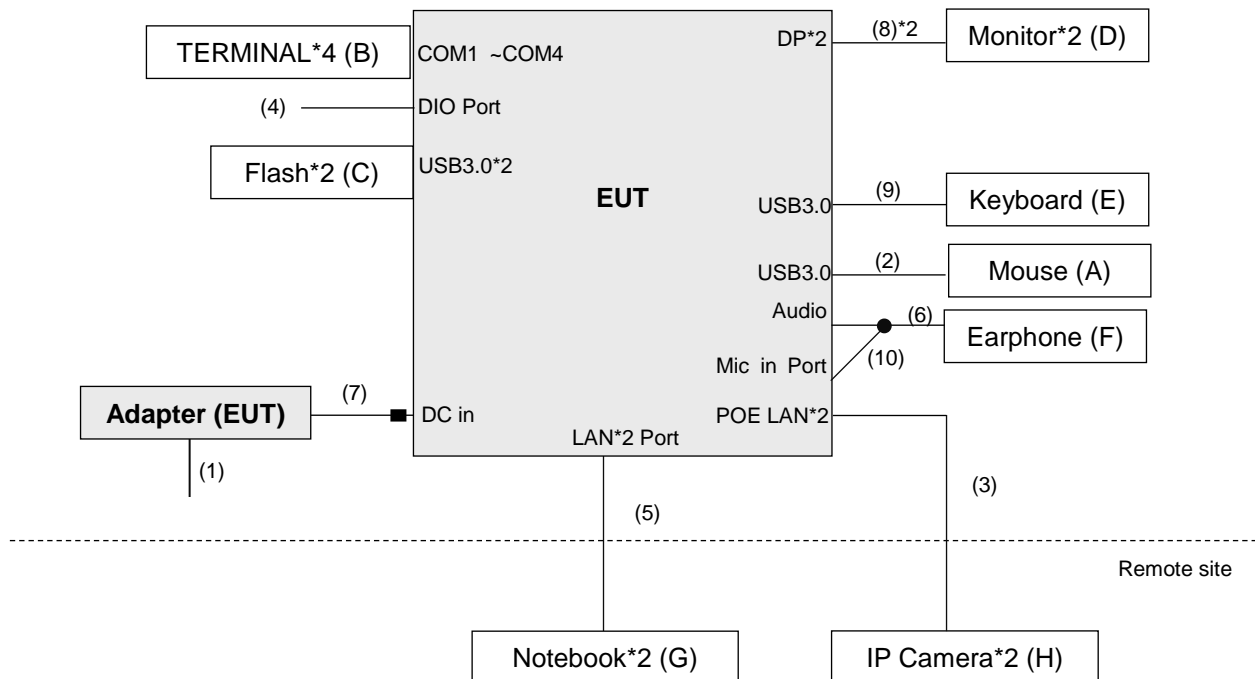 DP*2
(8)*2
Monitor*2 (D)
TERMINAL*4 (B)
COM1 ~COM4
(4)
DIO Port
Flash*2 (C)
USB3.0*2
EUT
USB3.0
(9)
Keyboard (E)
USB3.0
(2)
Mouse (A)
Audio
(6)
Earphone (F)
Mic in Port
(10)
Adapter (EUT)
(7)
DC in
POE LAN*2
LAN*2 Port
(1)
(5)
(3)
Remote site
Notebook*2 (G)
IP Camera*2 (H)